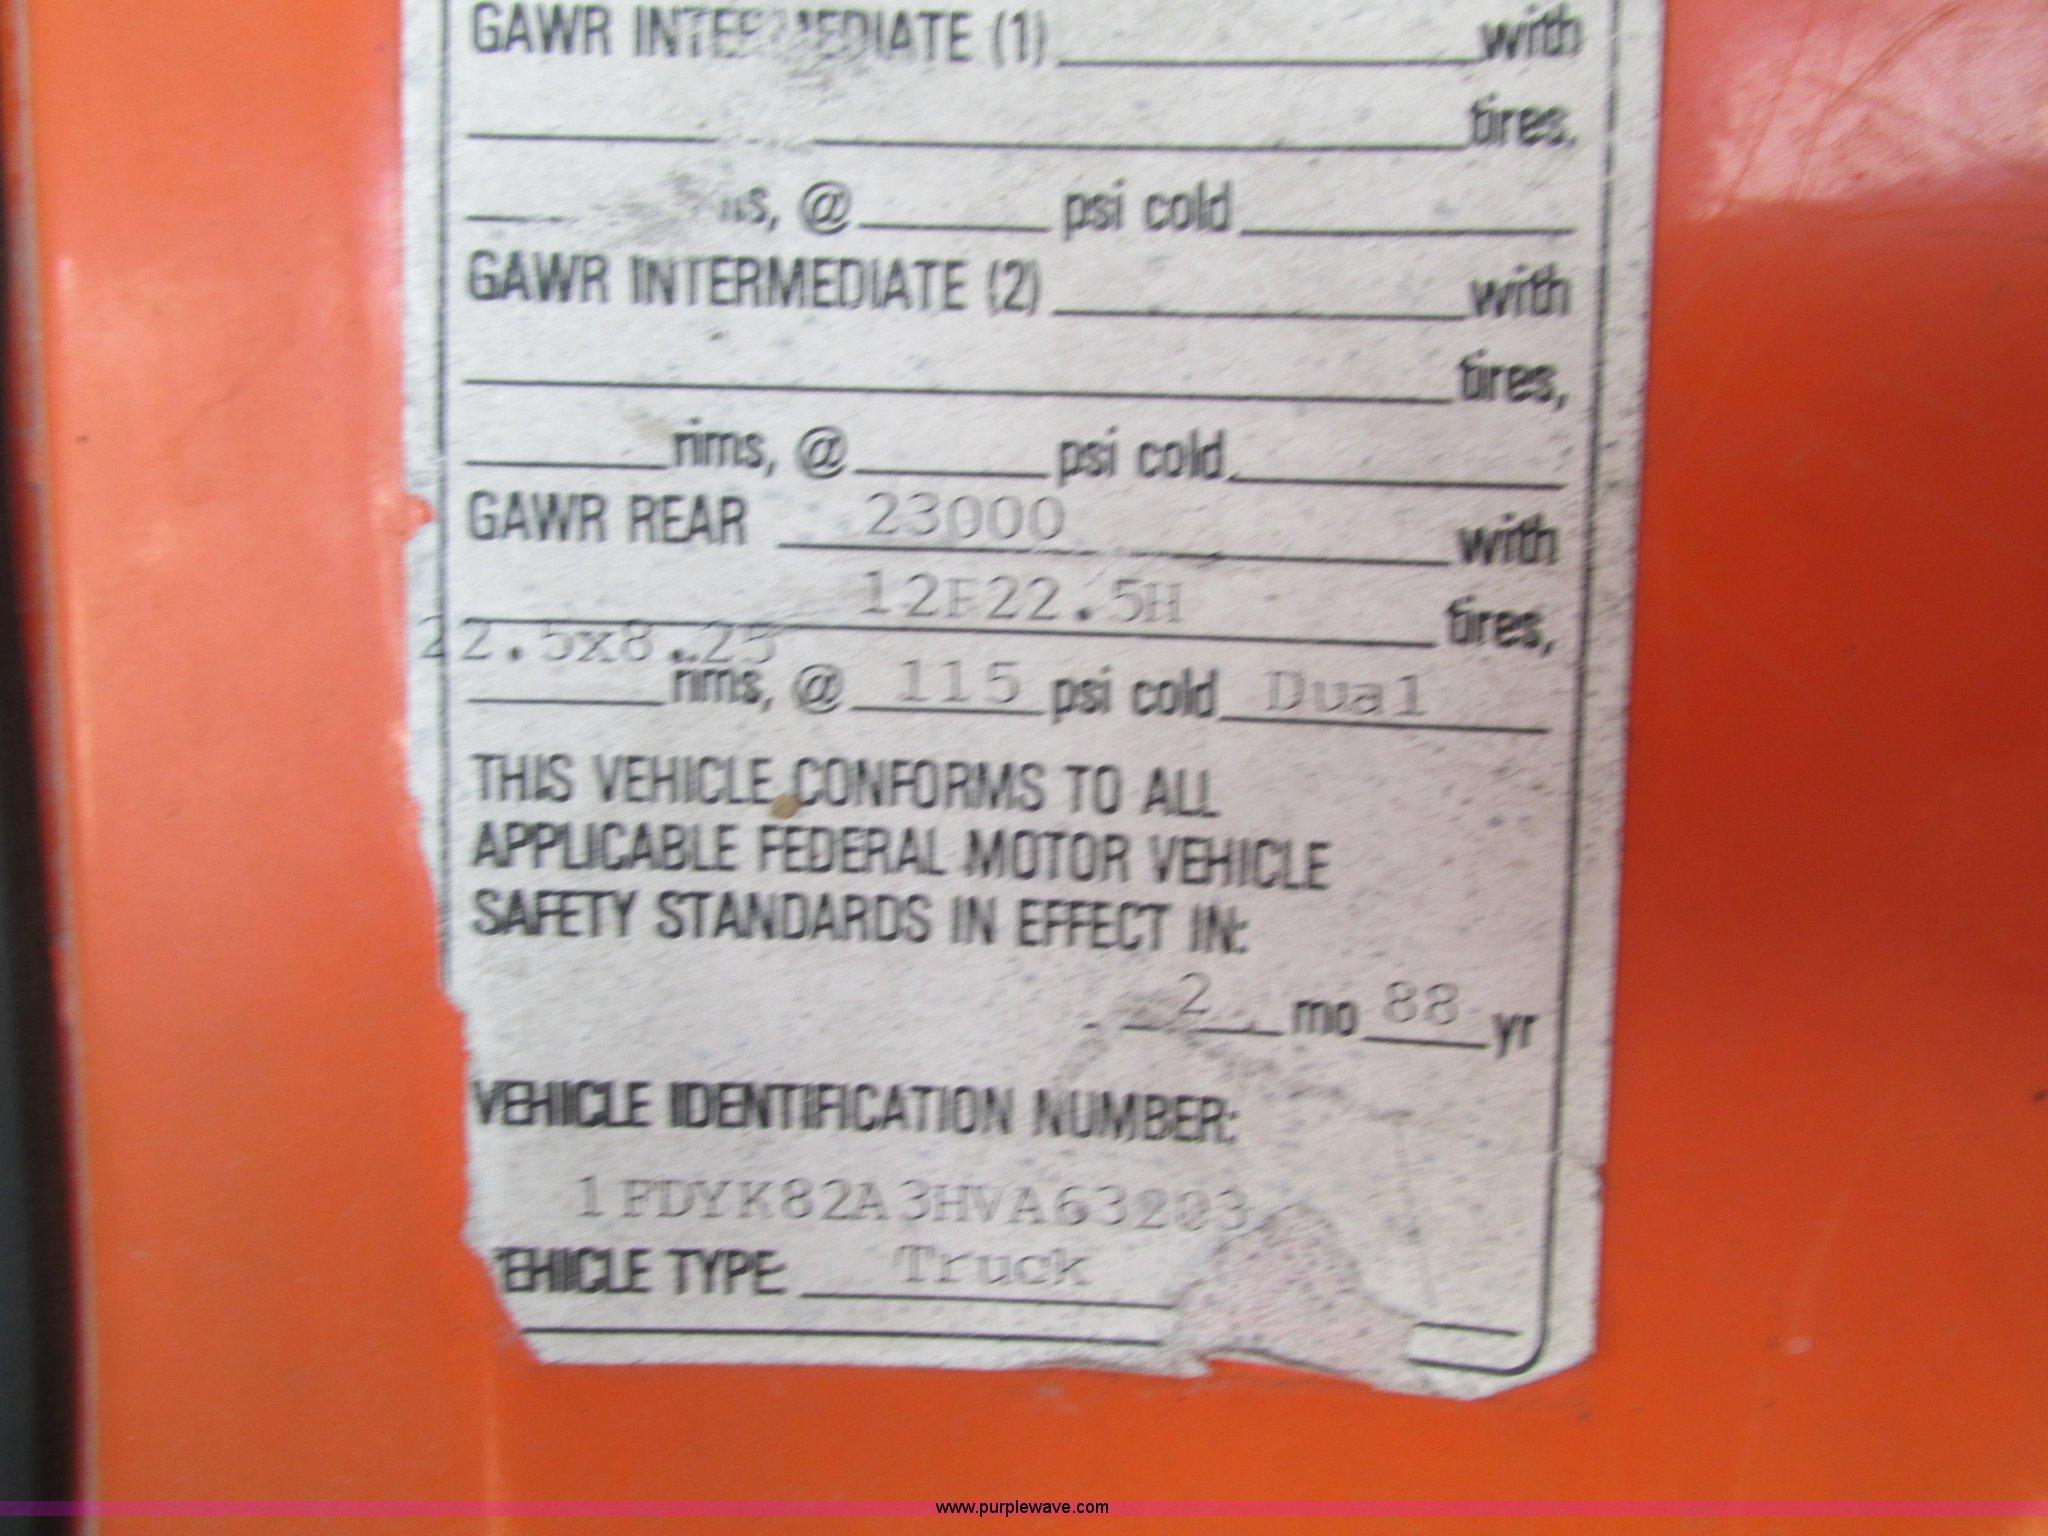 GAWR INTERMEDIATE (1) with
tires,
rims, @ psi cold
GAWR INTERMEDIATE (2) with
tires,
rims, @ psi cold
GAWR REAR 23000 with
12F22.5H tires,
22.5x8.25
rims, @ 115 psi cold Dual
THIS VEHICLE CONFORMS TO ALL
APPLICABLE FEDERAL MOTOR VEHICLE
SAFETY STANDARDS IN EFFECT IN:
2 mo 88 yr
VEHICLE IDENTIFICATION NUMBER:
1FDYK82A3HVA63203
VEHICLE TYPE Truck
www.purplewave.com